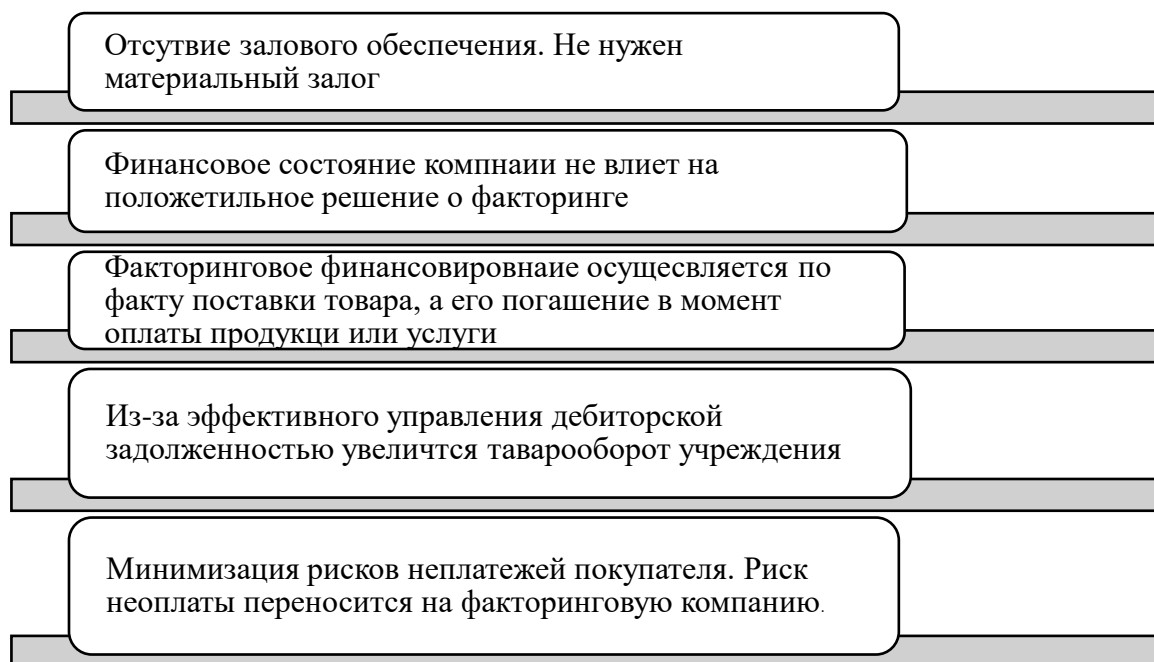 Отсутвие залового обеспечения. Не нужен
материальный залог
Финансовое состояние компнаии не влиет на
положетильное решение о факторинге
Факторинговое финансовировнаие осущесвляется по
факту поставки товара, а его погашение в момент
оплаты продукци или услуги
Из-за эффективного управления дебиторской
задолженностью увеличтся таварооборот учреждения
Минимизация рисков неплатежей покупателя. Риск
неоплаты переносится на факторинговую компанию.